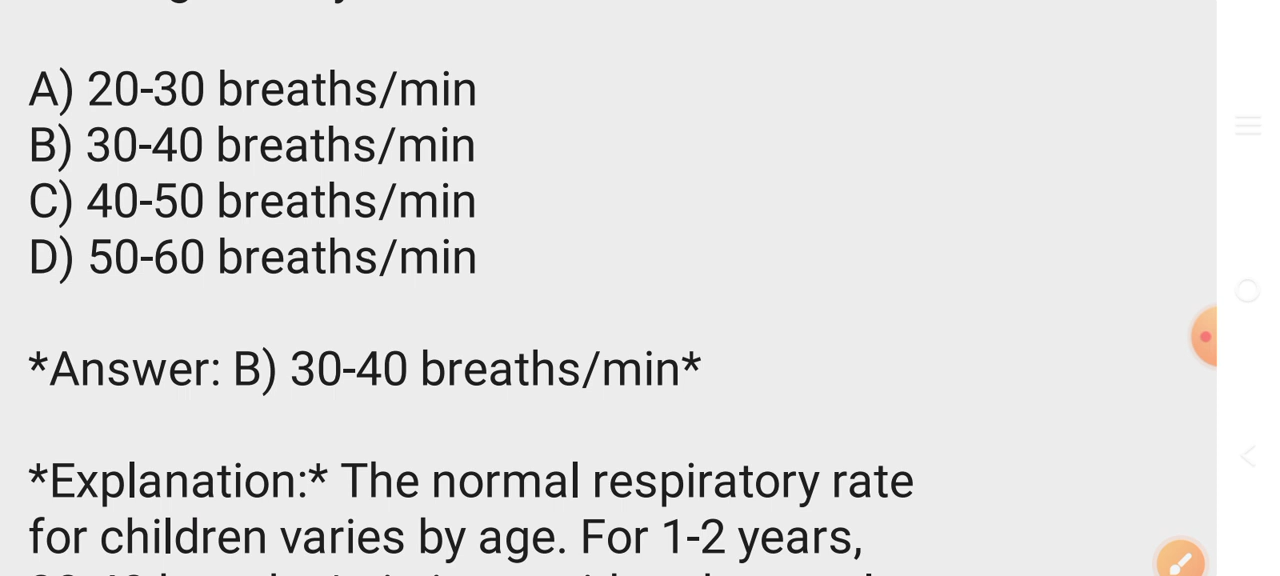 A) 20-30 breaths/min
B) 30-40 breaths/min
C) 40-50 breaths/min
D) 50-60 breaths/min
*Answer: B) 30-40 breaths/min*
*Explanation:* The normal respiratory rate
for children varies by age. For 1-2 years,